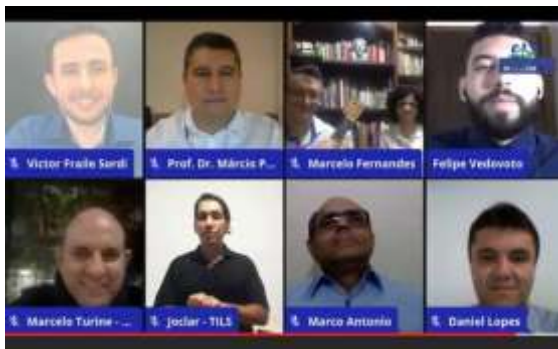 Victor Fraile Sordi
Prof. Dr. Márcio P...
Marcelo Fernandes
Felipe Vedovoto
Marcelo Turine - ...
Joclar - TILS
Marco Antonio
Daniel Lopes